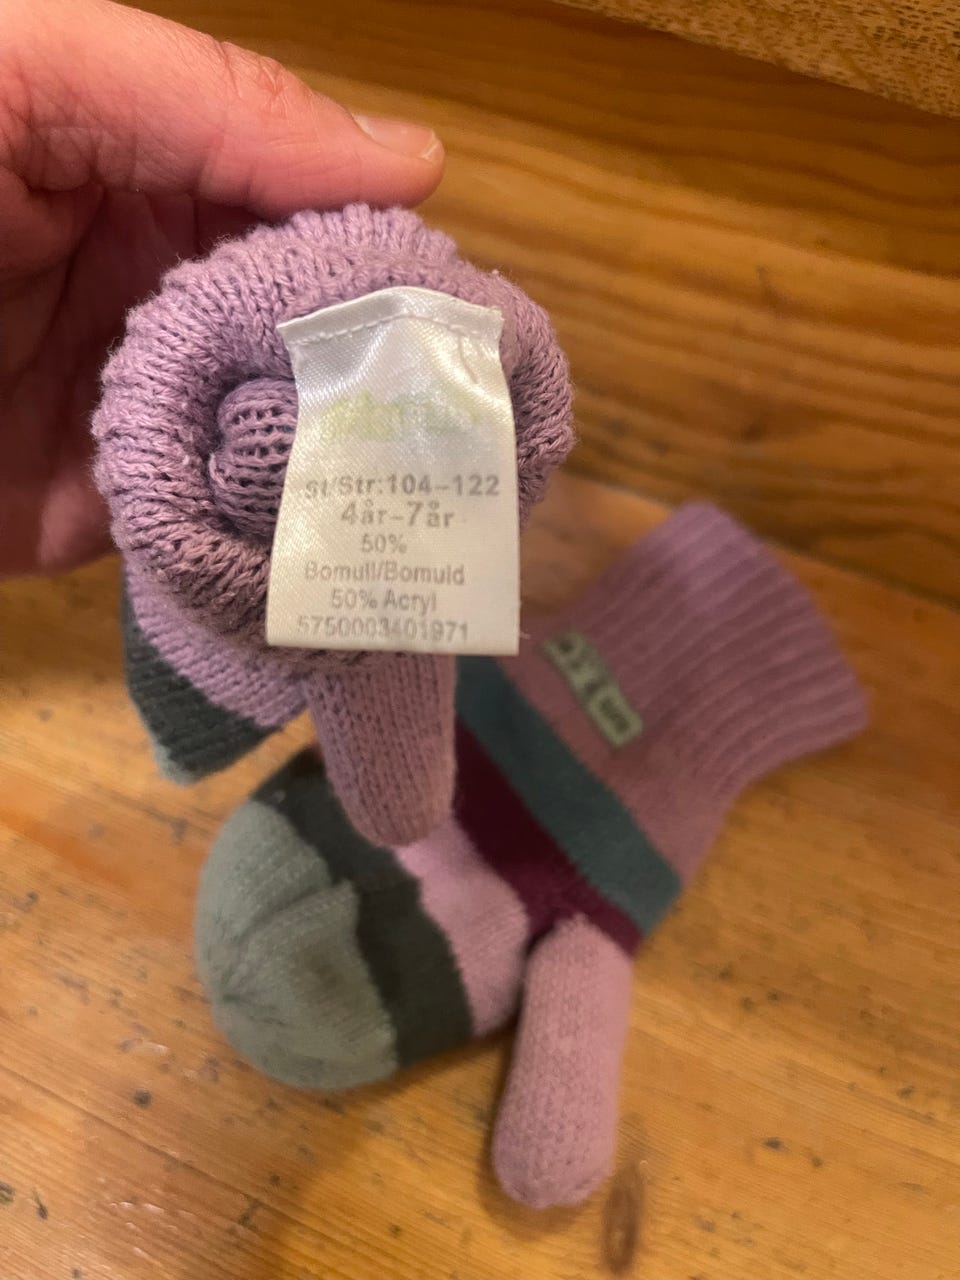 st/Str:104-122
4år-7år
50%
Bomull/Bomuld
50% Acryl
5750003401971